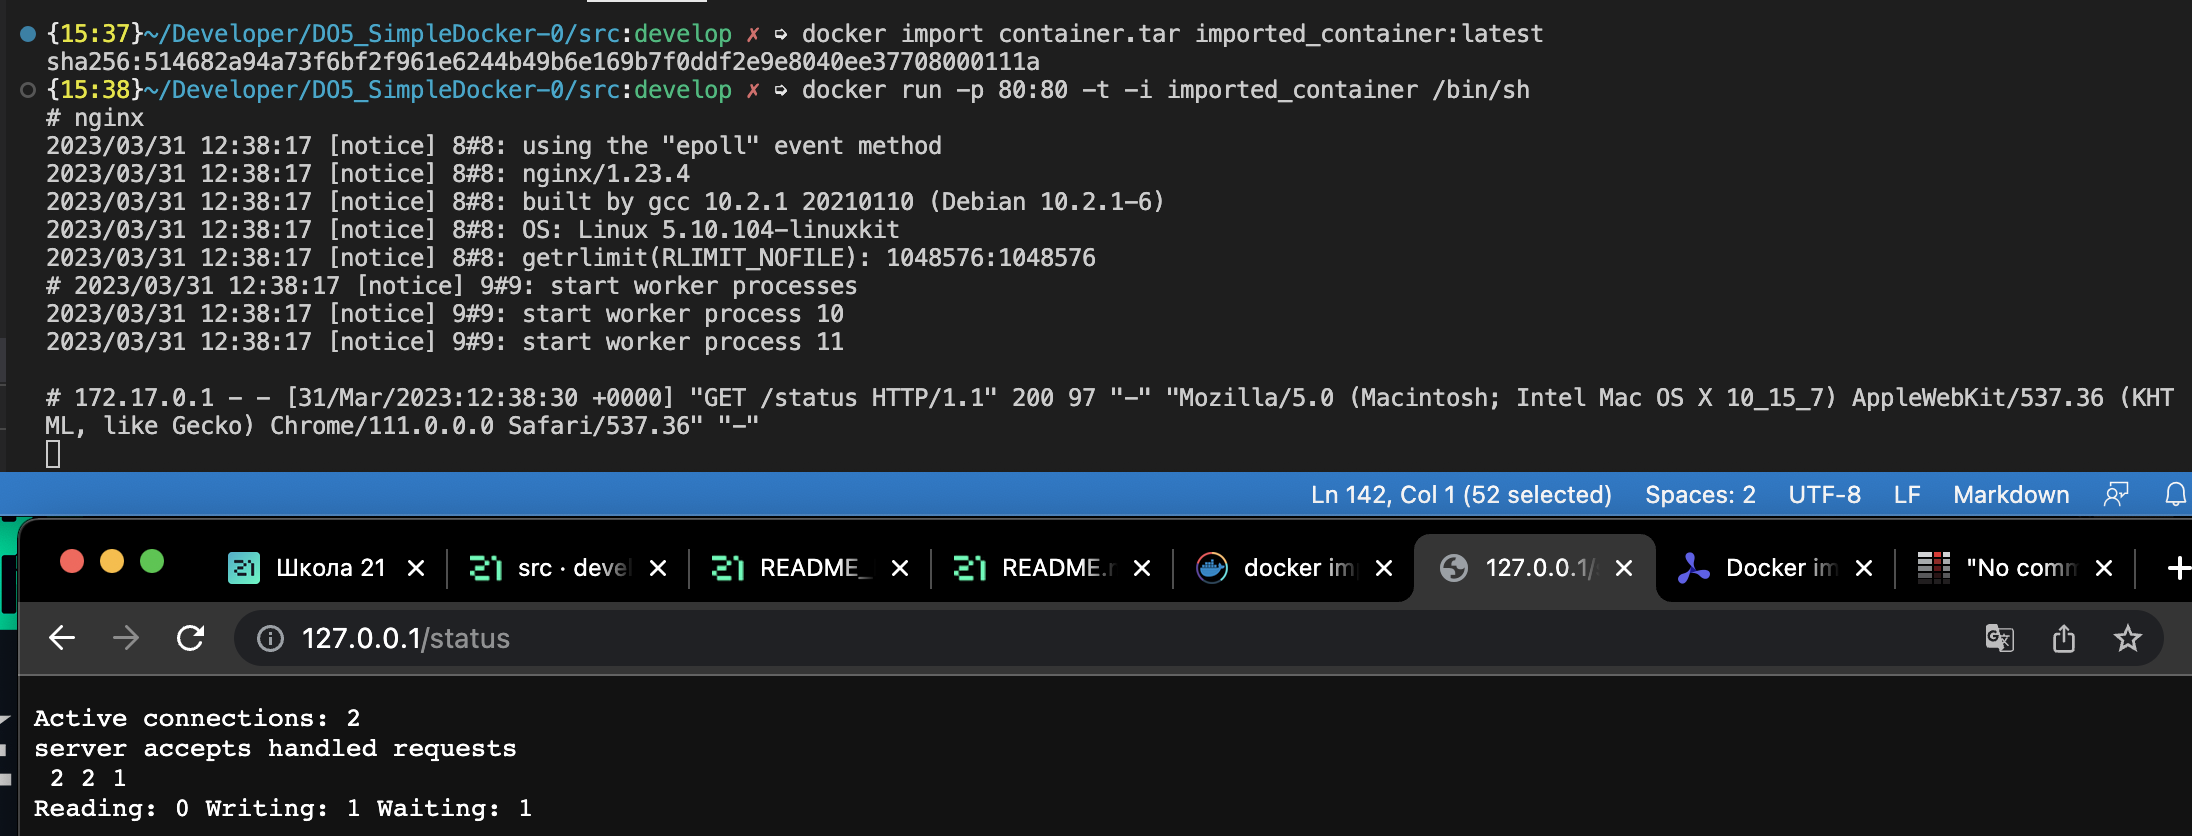 {15:37}~/Developer/DO5_SimpleDocker-0/src:develop ✗ ➭ docker import container.tar imported_container:latest
sha256:514682a94a73f6bf2f961e6244b49b6e169b7f0ddf2e9e8040ee37708000111a
{15:38}~/Developer/DO5_SimpleDocker-0/src:develop ✗ ➭ docker run -p 80:80 -t -i imported_container /bin/sh
# nginx
2023/03/31 12:38:17 [notice] 8#8: using the "epoll" event method
2023/03/31 12:38:17 [notice] 8#8: nginx/1.23.4
2023/03/31 12:38:17 [notice] 8#8: built by gcc 10.2.1 20210110 (Debian 10.2.1-6)
2023/03/31 12:38:17 [notice] 8#8: OS: Linux 5.10.104-linuxkit
2023/03/31 12:38:17 [notice] 8#8: getrlimit(RLIMIT_NOFILE): 1048576:1048576
# 2023/03/31 12:38:17 [notice] 9#9: start worker processes
2023/03/31 12:38:17 [notice] 9#9: start worker process 10
2023/03/31 12:38:17 [notice] 9#9: start worker process 11
# 172.17.0.1 - - [31/Mar/2023:12:38:30 +0000] "GET /status HTTP/1.1" 200 97 "-" "Mozilla/5.0 (Macintosh; Intel Mac OS X 10_15_7) AppleWebKit/537.36 (KHT
ML, like Gecko) Chrome/111.0.0.0 Safari/537.36" "-"
Ln 142, Col 1 (52 selected) Spaces: 2 UTF-8 LF Markdown
21 Школа 21 21 src · devel 21 README_ 21 README.r docker im 127.0.0.1/s Docker im "No comm
127.0.0.1/status
Active connections: 2
server accepts handled requests
2 2 1
Reading: 0 Writing: 1 Waiting: 1